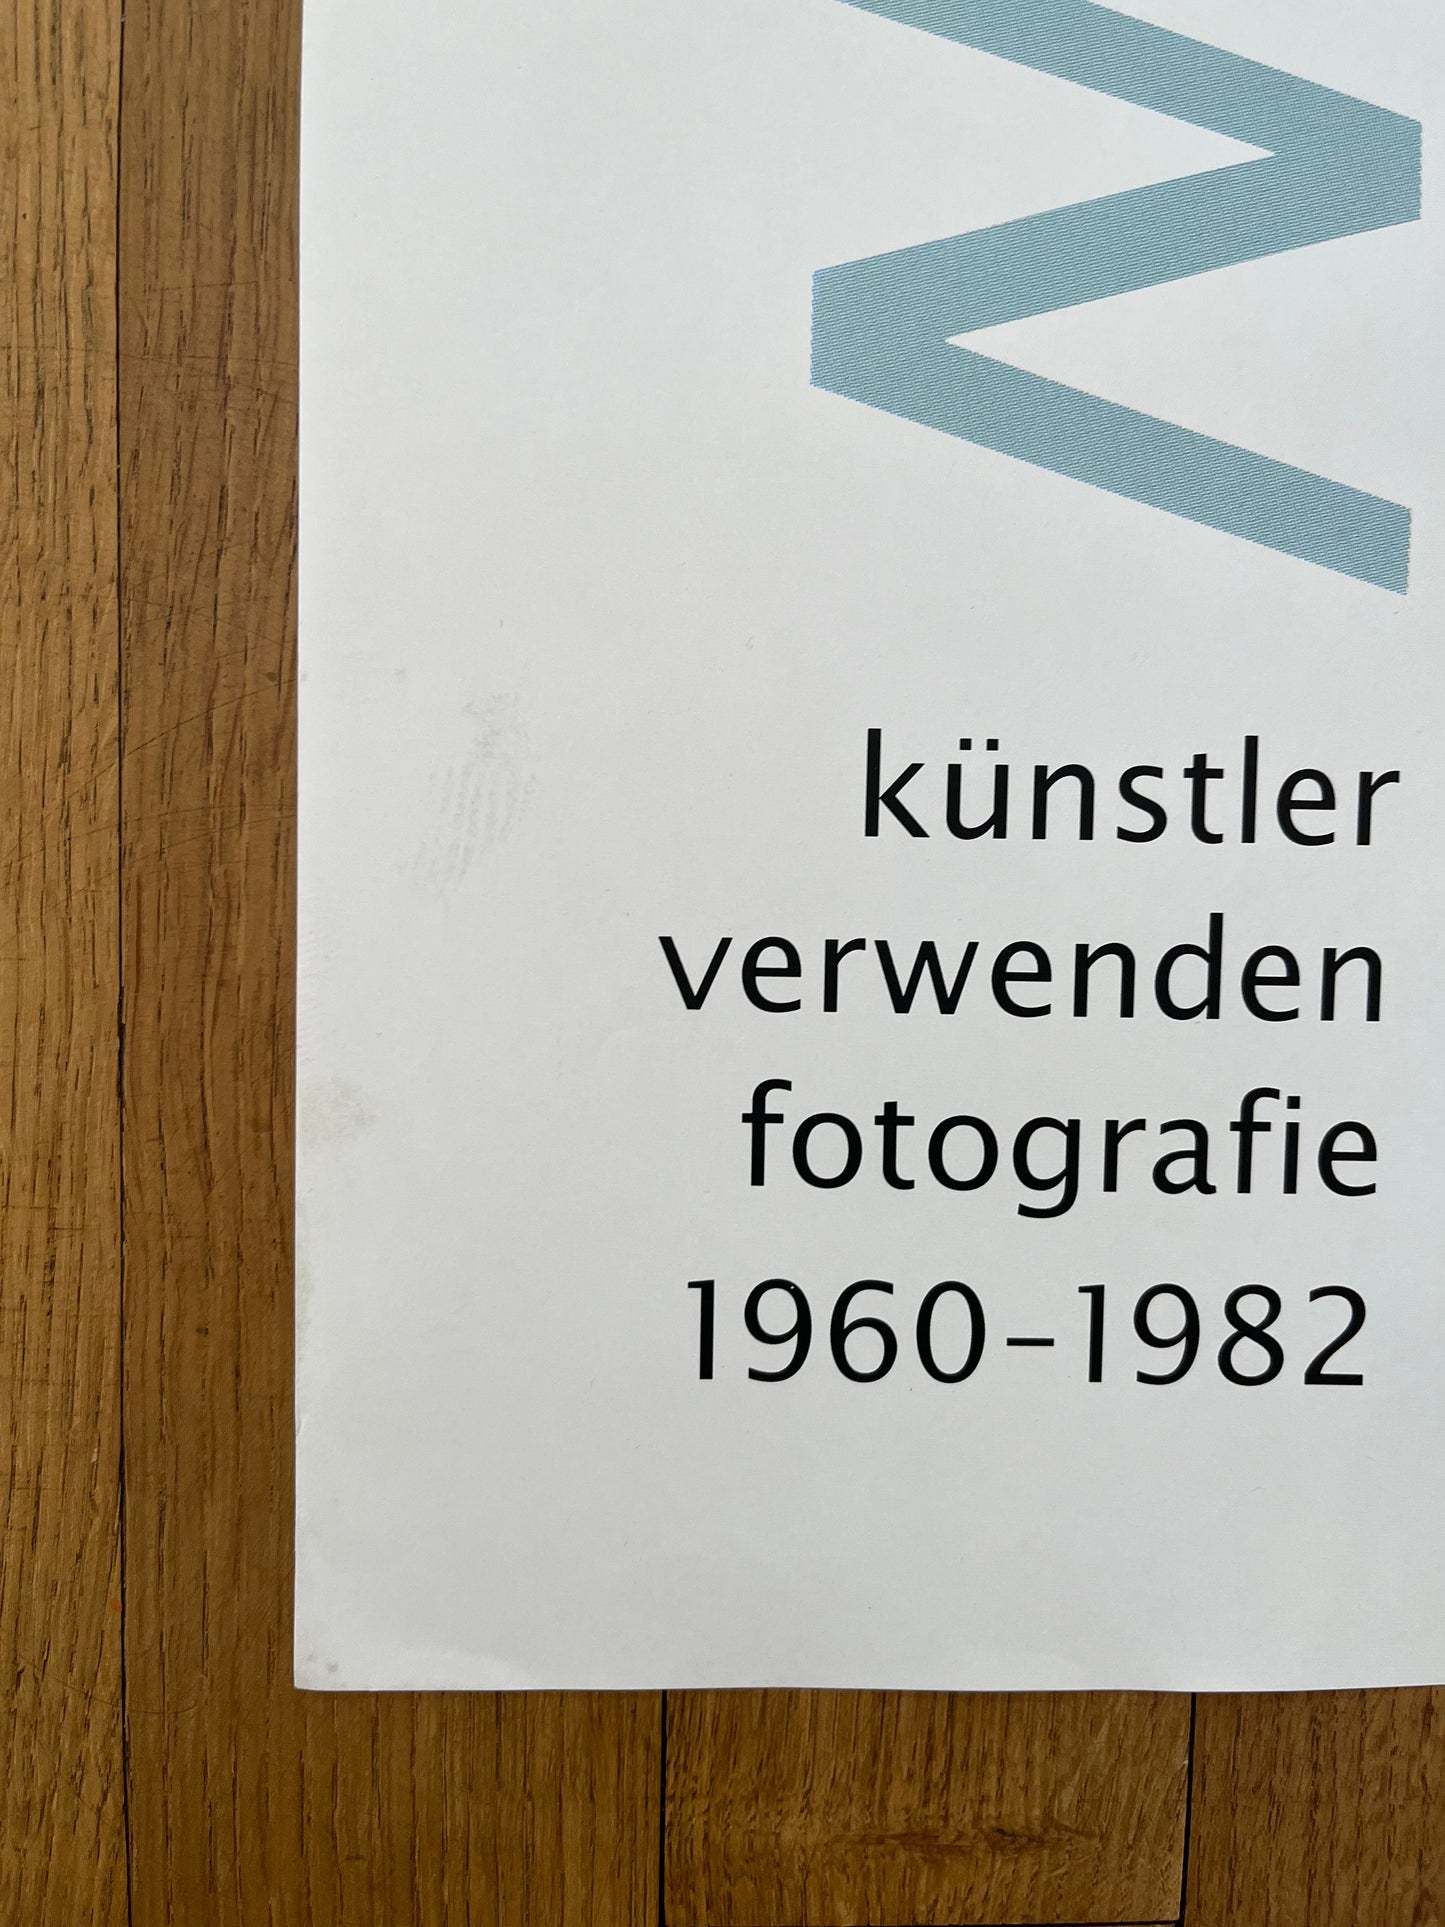 W
künstler
verwenden
fotografie
1960–1982